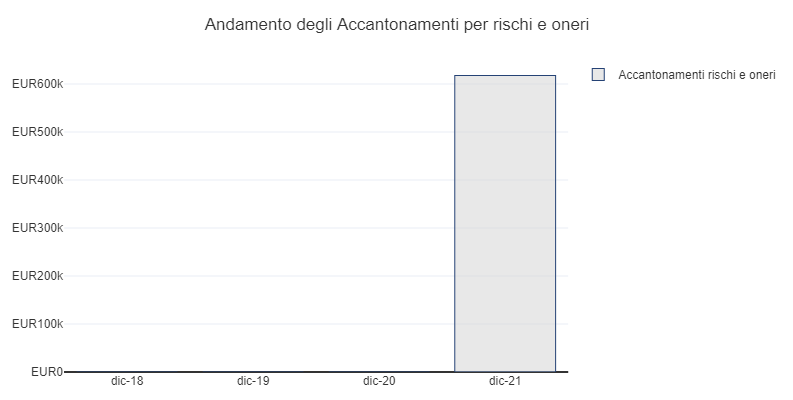 Andamento degli Accantonamenti per rischi e oneri
Accantonamenti rischi e oneri
EUR600k
EUR500k
EUR400k
EUR300k
EUR200k
EUR100k
EUR0
dic-18 dic-19 dic-20 dic-21